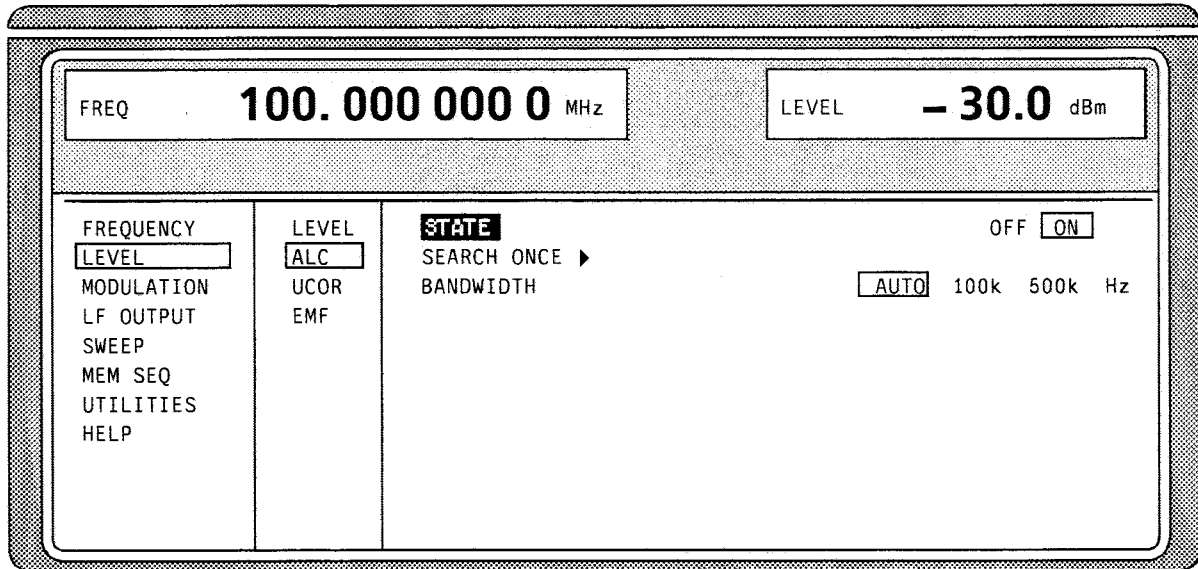 FREQ 100. 000 000 0 MHz LEVEL – 30.0 dBm
FREQUENCY LEVEL STATE OFF ON
LEVEL ALC SEARCH ONCE ▶
MODULATION UCOR BANDWIDTH AUTO 100k 500k Hz
LF OUTPUT EMF
SWEEP
MEM SEQ
UTILITIES
HELP